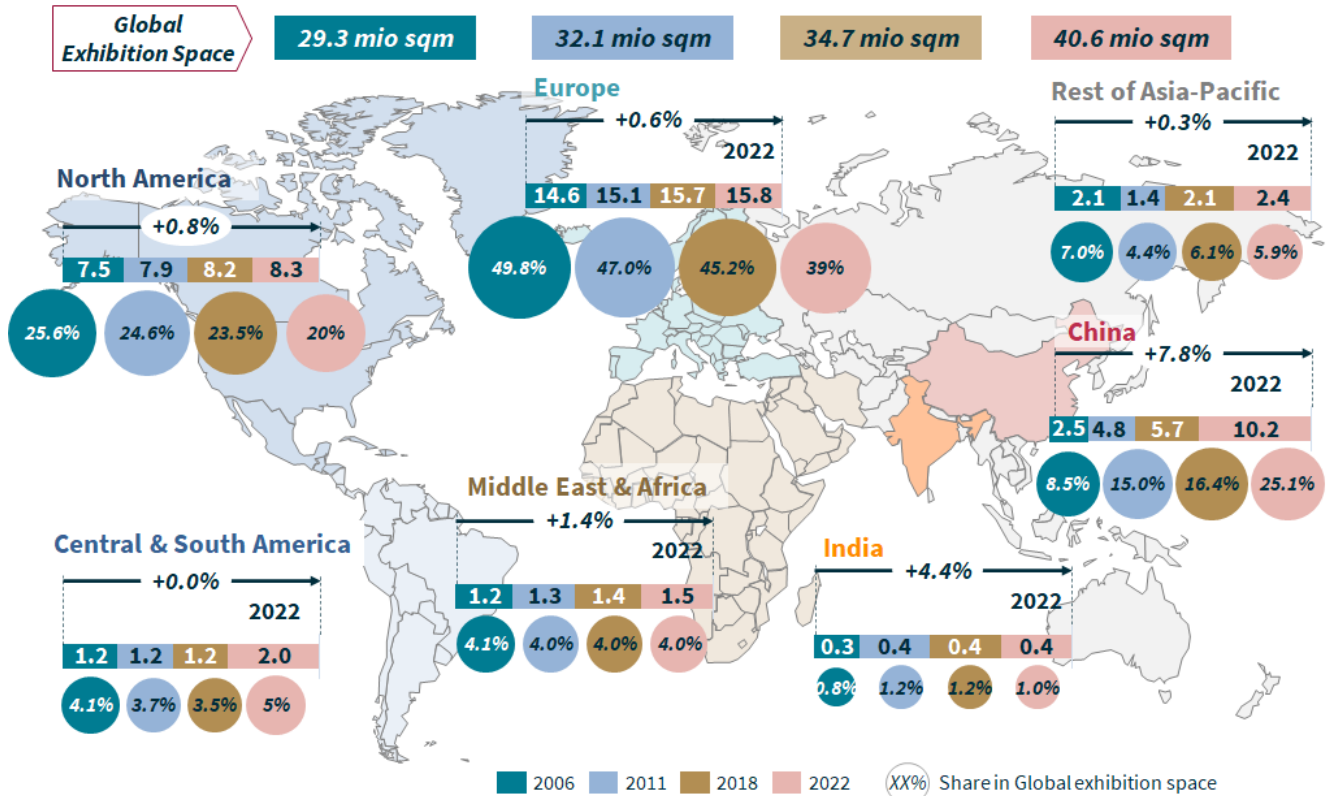 Global
Exhibition Space
29.3 mio sqm
32.1 mio sqm
34.7 mio sqm
40.6 mio sqm
Europe
+0.6%
2022
14.6 15.1 15.7 15.8
49.8% 47.0% 45.2% 39%
Rest of Asia-Pacific
+0.3%
2022
2.1 1.4 2.1 2.4
7.0% 4.4% 6.1% 5.9%
North America
+0.8%
7.5 7.9 8.2 8.3
25.6% 24.6% 23.5% 20%
China
+7.8%
2022
2.5 4.8 5.7 10.2
8.5% 15.0% 16.4% 25.1%
Middle East & Africa
+1.4%
2022
1.2 1.3 1.4 1.5
4.1% 4.0% 4.0% 4.0%
Central & South America
+0.0%
2022
1.2 1.2 1.2 2.0
4.1% 3.7% 3.5% 5%
India
+4.4%
2022
0.3 0.4 0.4 0.4
0.8% 1.2% 1.2% 1.0%
2006 2011 2018 2022 XX% Share in Global exhibition space